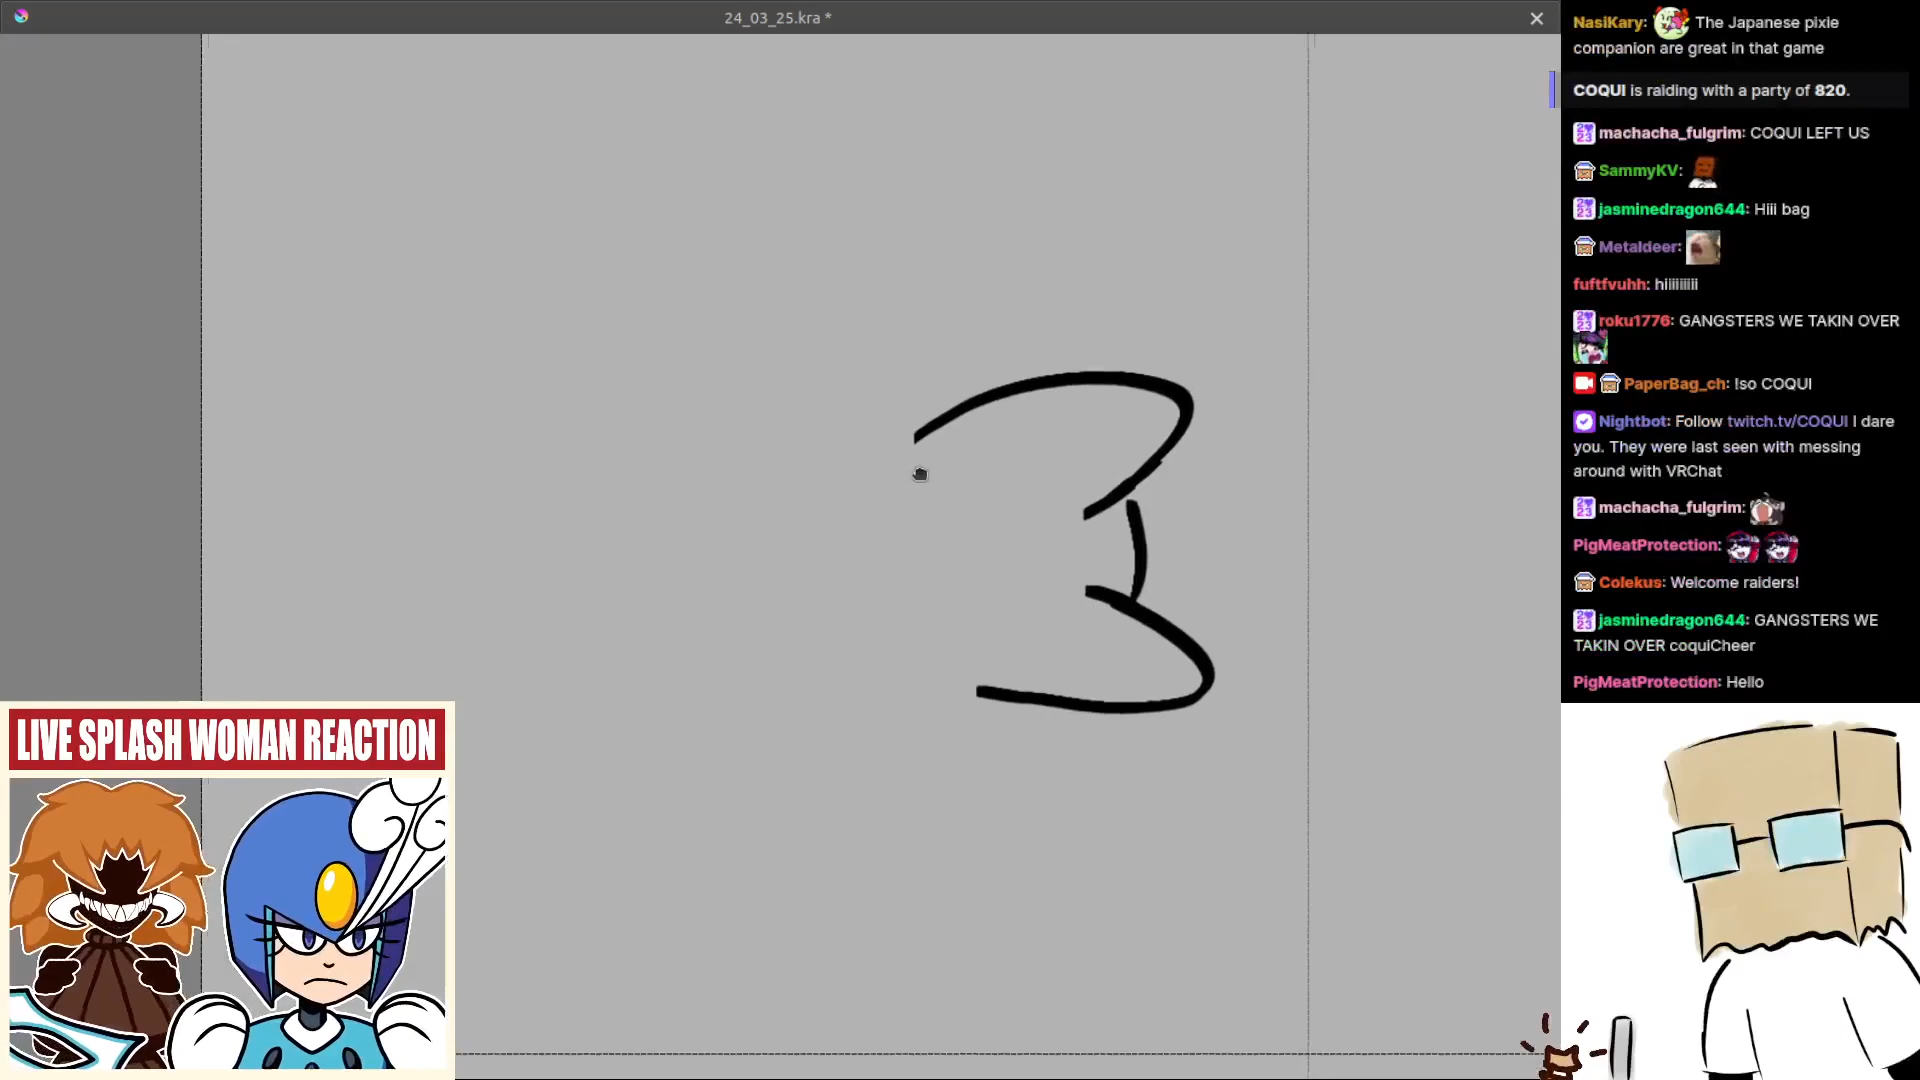 24_03_25.kra *
NasiKary: The Japanese pixie
companion are great in that game
COQUI is raiding with a party of 820.
machacha_fulgrim: COQUI LEFT US
SammyKV:
jasminedragon644: Hiii bag
Metaldeer:
fuftfvuhh: hiiiiiiiii
roku1776: GANGSTERS WE TAKIN OVER
PaperBag_ch: !so COQUI
Nightbot: Follow twitch.tv/COQUI I dare
you. They were last seen with messing
around with VRChat
machacha_fulgrim:
PigMeatProtection:
Colekus: Welcome raiders!
jasminedragon644: GANGSTERS WE
TAKIN OVER coquiCheer
PigMeatProtection: Hello
LIVE SPLASH WOMAN REACTION